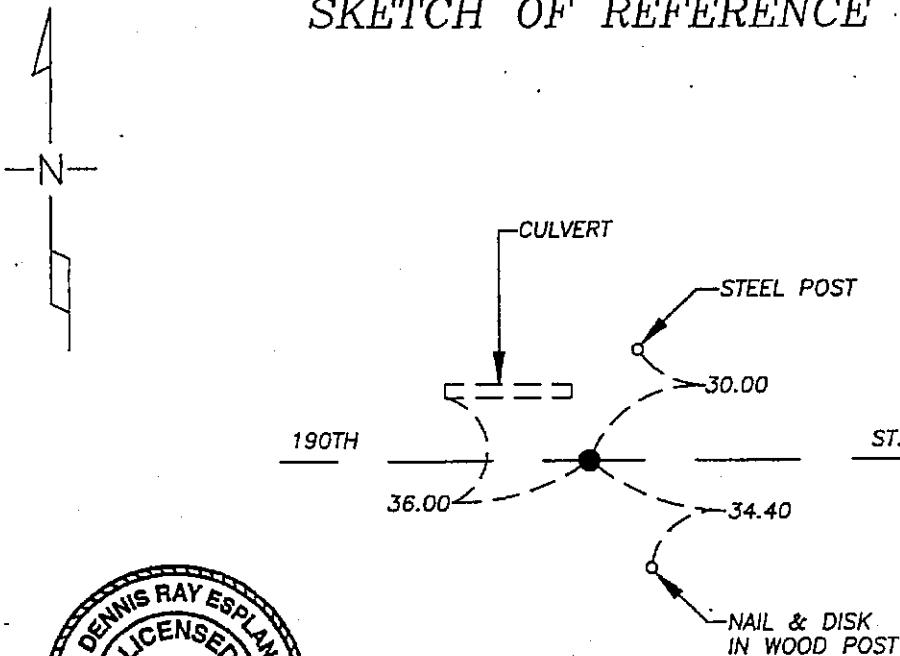 SKETCH OF REFERENCE
N
CULVERT
STEEL POST
30.00
190TH
ST.
36.00
34.40
NAIL & DISK
IN WOOD POST
DENNIS RAY
LICENSED